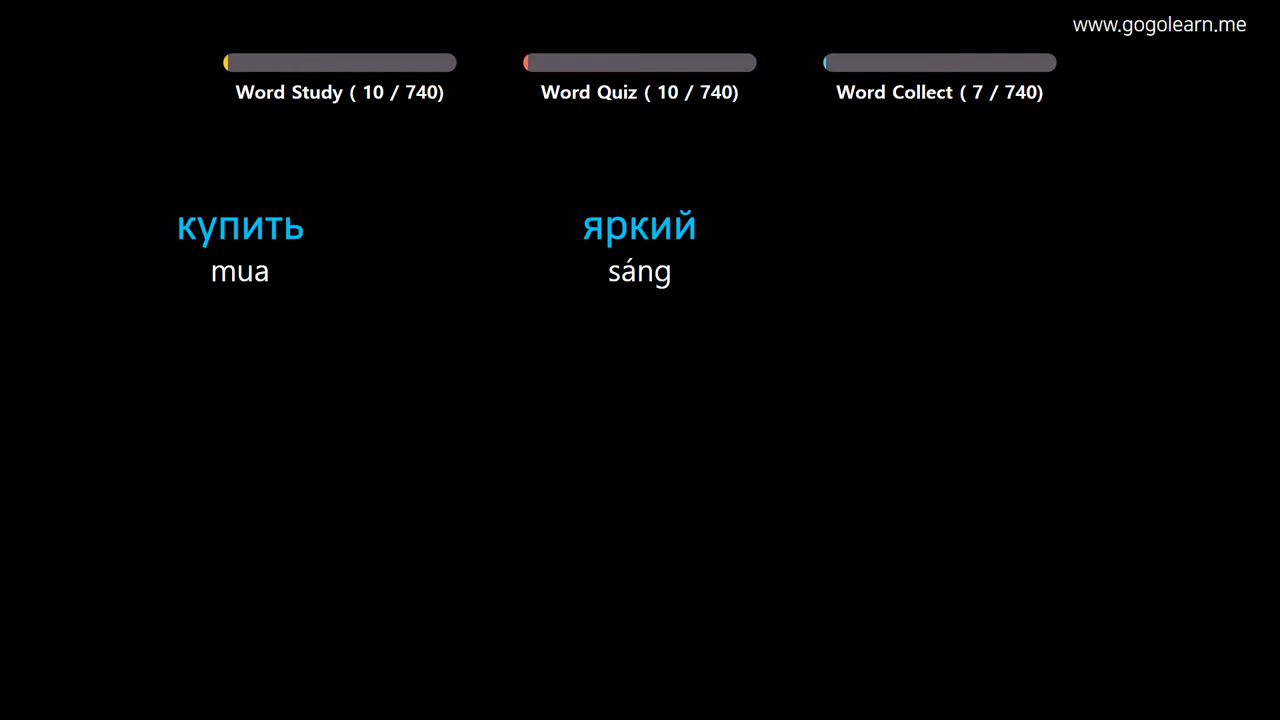 www.gogolearn.me
Word Study ( 10 / 740)
Word Quiz ( 10 / 740)
Word Collect ( 7 / 740)
купить
mua
яркий
sáng